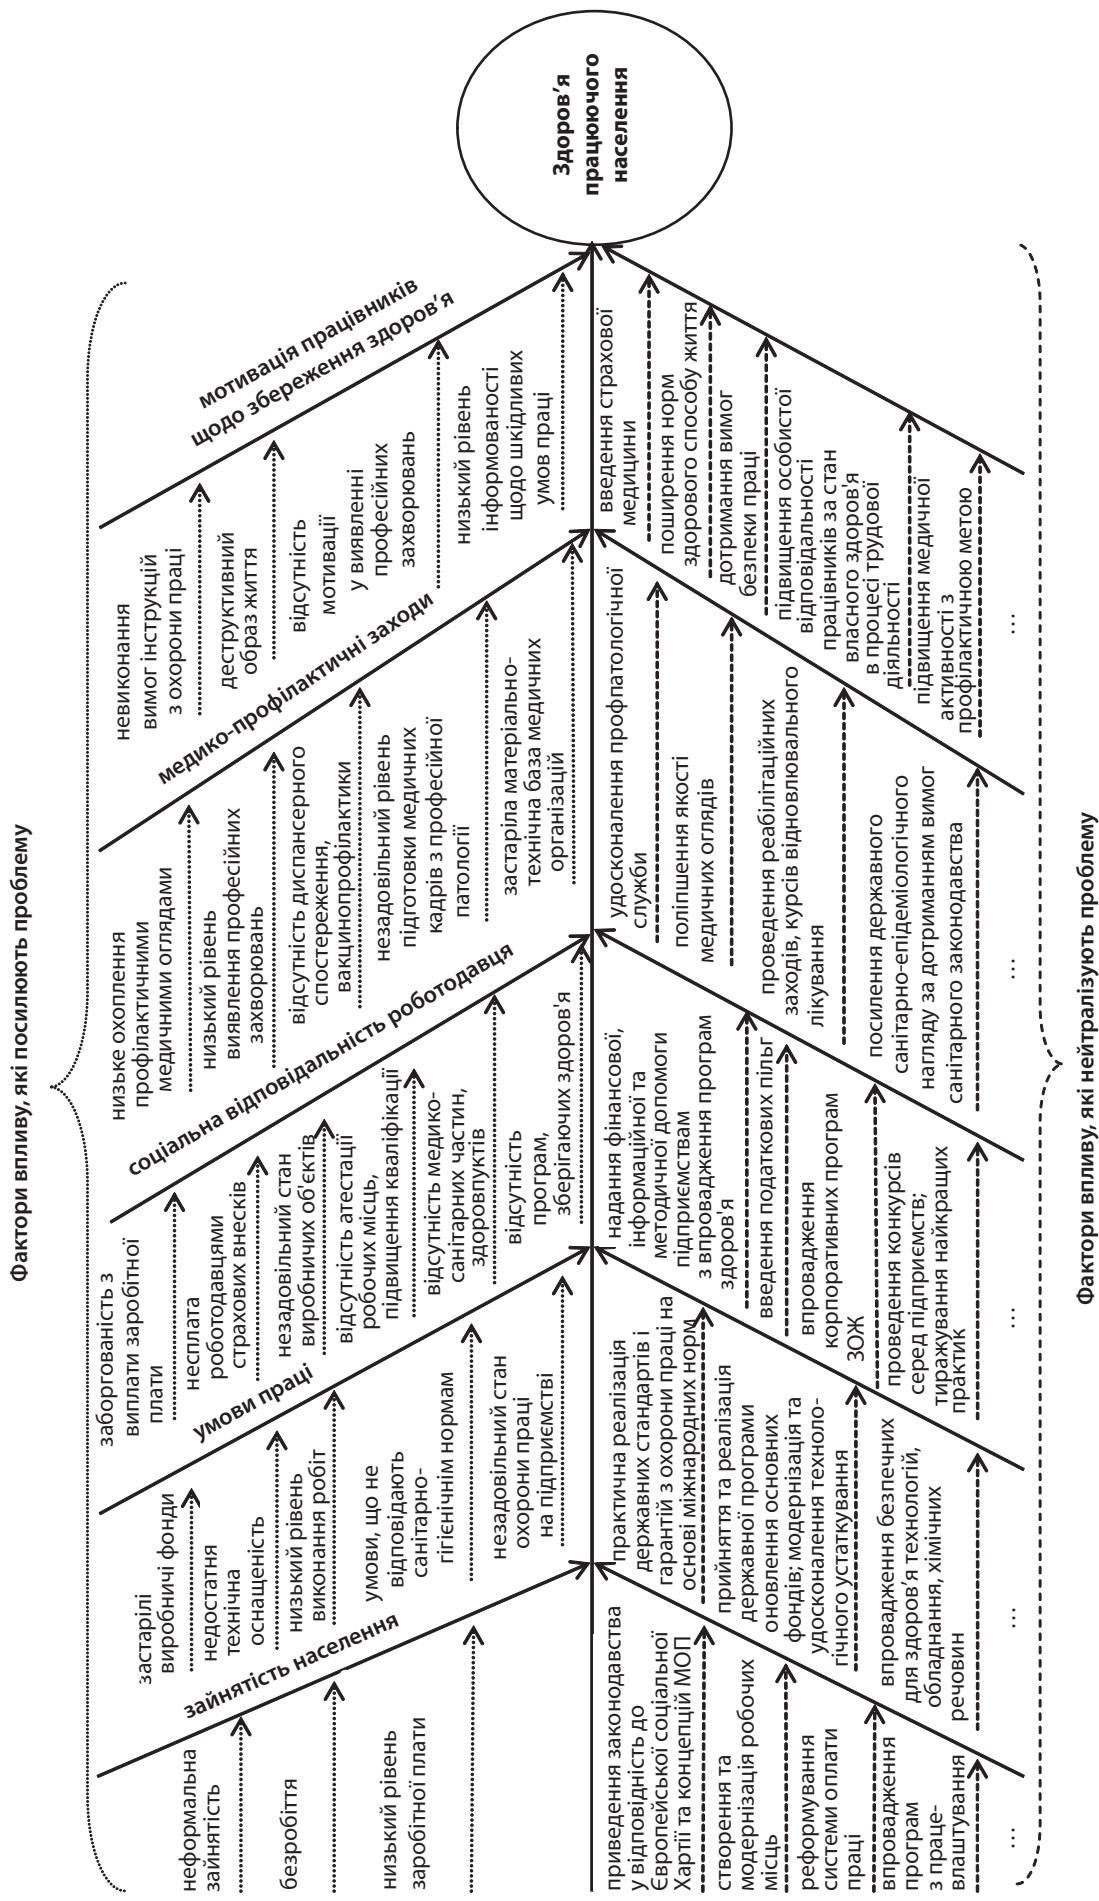 Фактори впливу, які посилюють проблему
неформальна
зайнятість
безробіття
низький рівень
заробітної плати
зайнятість населення
застарілі
виробничі фонди
недостатня
технічна
оснащеність
низький рівень
виконання робіт
умови, що не
відповідають
санітарно-
гігієнічнім нормам
незадовільний стан
охорони праці
на підприємстві
умови праці
заборгованість з
виплати заробітної
плати
несплата
роботодавцями
страхових внесків
незадовільний стан
виробничих об'єктів
відсутність атестації
робочих місць,
підвищення кваліфікації
відсутність медико-
санітарних частин,
здоровпуктів
відсутність
програм,
зберігаючих здоров'я
соціальна відповідальність роботодавця
низьке охоплення
профілактичними
медичними оглядами
низький рівень
виявлення професійних
захворювань
відсутність диспансерного
спостереження,
вакцинопрофілактики
незадовільний рівень
підготовки медичних
кадрів з професійної
патології
застаріла матеріально-
технічна база медичних
організацій
медико-профілактичні заходи
невиконання
вимог інструкцій
з охорони праці
деструктивний
образ життя
відсутність
мотивації
у виявленні
професійних
захворювань
низький рівень
інформованості
щодо шкідливих
умов праці
мотивація працівників
щодо збереження здоров'я
Здоров'я
працюючого
населення
приведення законодавства
у відповідність до
Європейської соціальної
Хартії та концепцій МОП
створення та
модернізація робочих
місць
реформування
системи оплати
праці
впровадження
програм
з праце-
влаштування
...
практична реалізація
державних стандартів і
гарантій з охорони праці на
основі міжнародних норм
прийняття та реалізація
державної програми
оновлення основних
фондів; модернізація та
удосконалення техноло-
гічного устаткування
впровадження безпечних
для здоров'я технологій,
обладнання, хімічних
речовин
...
надання фінансової,
інформаційної та
методичної допомоги
підприємствам
з впровадження програм
здоров'я
введення податкових пільг
впровадження
корпоративних програм
ЗОЖ
проведення конкурсів
серед підприємств;
тиражування найкращих
практик
...
удосконалення профпатологічної
служби
поліпшення якості
медичних оглядів
проведення реабілітаційних
заходів, курсів відновлювального
лікування
посилення державного
санітарно-епідеміологічного
нагляду за дотриманням вимог
санітарного законодавства
...
введення страхової
медицини
поширення норм
здорового способу життя
дотримання вимог
безпеки праці
підвищення особистої
відповідальності
працівників за стан
власного здоров'я
в процесі трудової
діяльності
підвищення медичної
активності з
профілактичною метою
...
Фактори впливу, які нейтралізують проблему